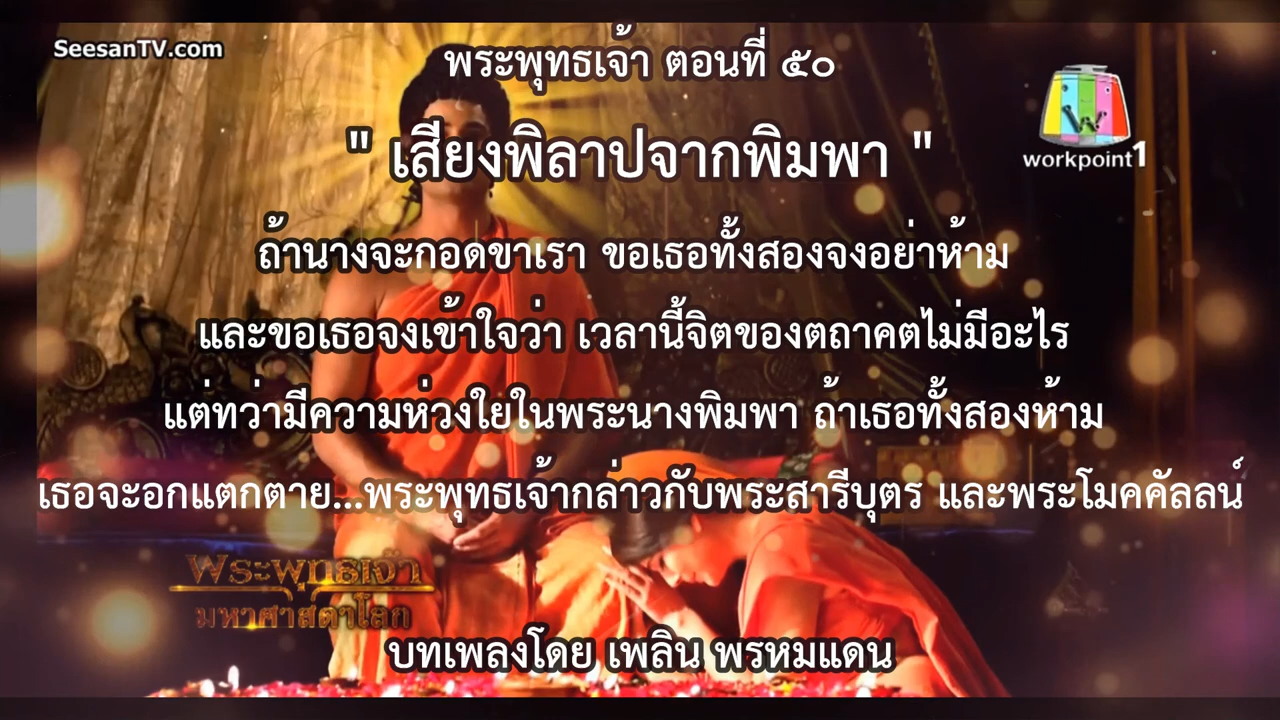 SeesanTV.com
พระพุทธเจ้า ตอนที่ ๕๐
workpoint1
" เสียงพิลาปจากพิมพา "
ถ้านางจะกอดขาเรา ขอเธอทั้งสองจงอย่าห้าม
และขอเธอจงเข้าใจว่า เวลานี้จิตของตถาคตไม่มีอะไร
แต่ทว่ามีความห่วงใยในพระนางพิมพา ถ้าเธอทั้งสองห้าม
เธอจะอกแตกตาย...พระพุทธเจ้ากล่าวกับพระสารีบุตร และพระโมคคัลลน์
พระพุทธเจ้า
มหาศาสดาโลก
บทเพลงโดย เพลิน พรหมแดน